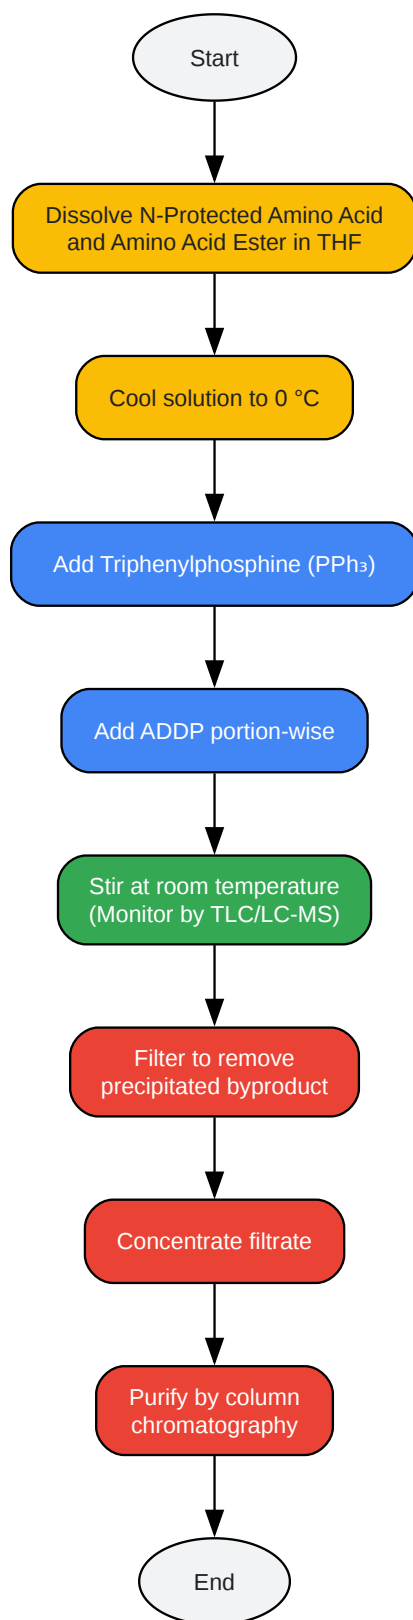 Start
Dissolve N-Protected Amino Acid
and Amino Acid Ester in THF
Cool solution to 0 °C
Add Triphenylphosphine (PPh₃)
Add ADDP portion-wise
Stir at room temperature
(Monitor by TLC/LC-MS)
Filter to remove
precipitated byproduct
Concentrate filtrate
Purify by column
chromatography
End